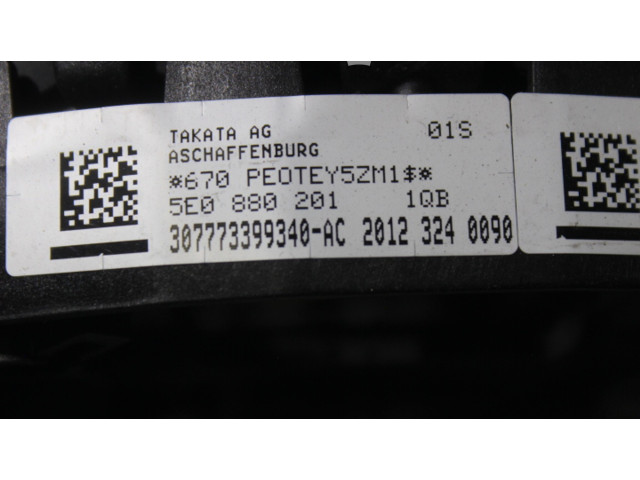 TAKATA AG 01S
ASCHAFFENBURG
*670 PEOTEY5ZM1$*
5E0 880 201 1QB
307773399340-AC 2012 324 0090